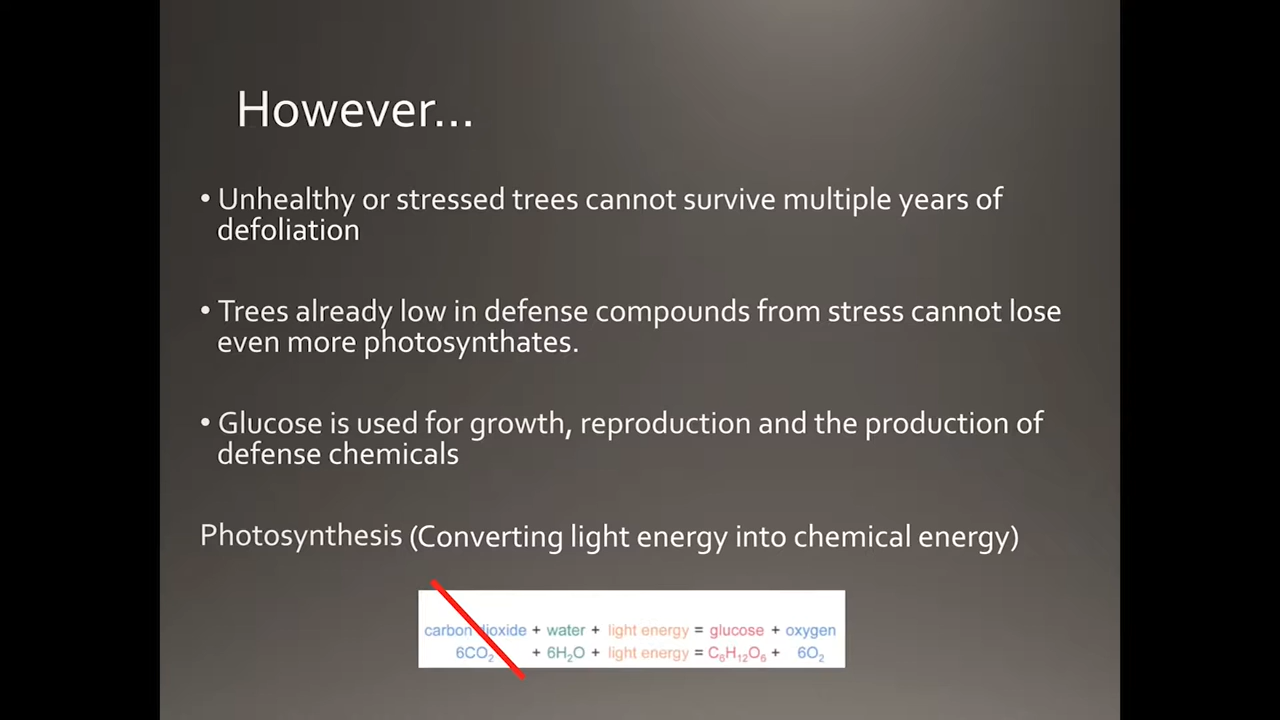 However...
• Unhealthy or stressed trees cannot survive multiple years of
defoliation
• Trees already low in defense compounds from stress cannot lose
even more photosynthates.
• Glucose is used for growth, reproduction and the production of
defense chemicals
Photosynthesis (Converting light energy into chemical energy)
carbon dioxide + water + light energy = glucose + oxygen
6CO₂ + 6H₂O + light energy = C₆H₁₂O₆ + 6O₂